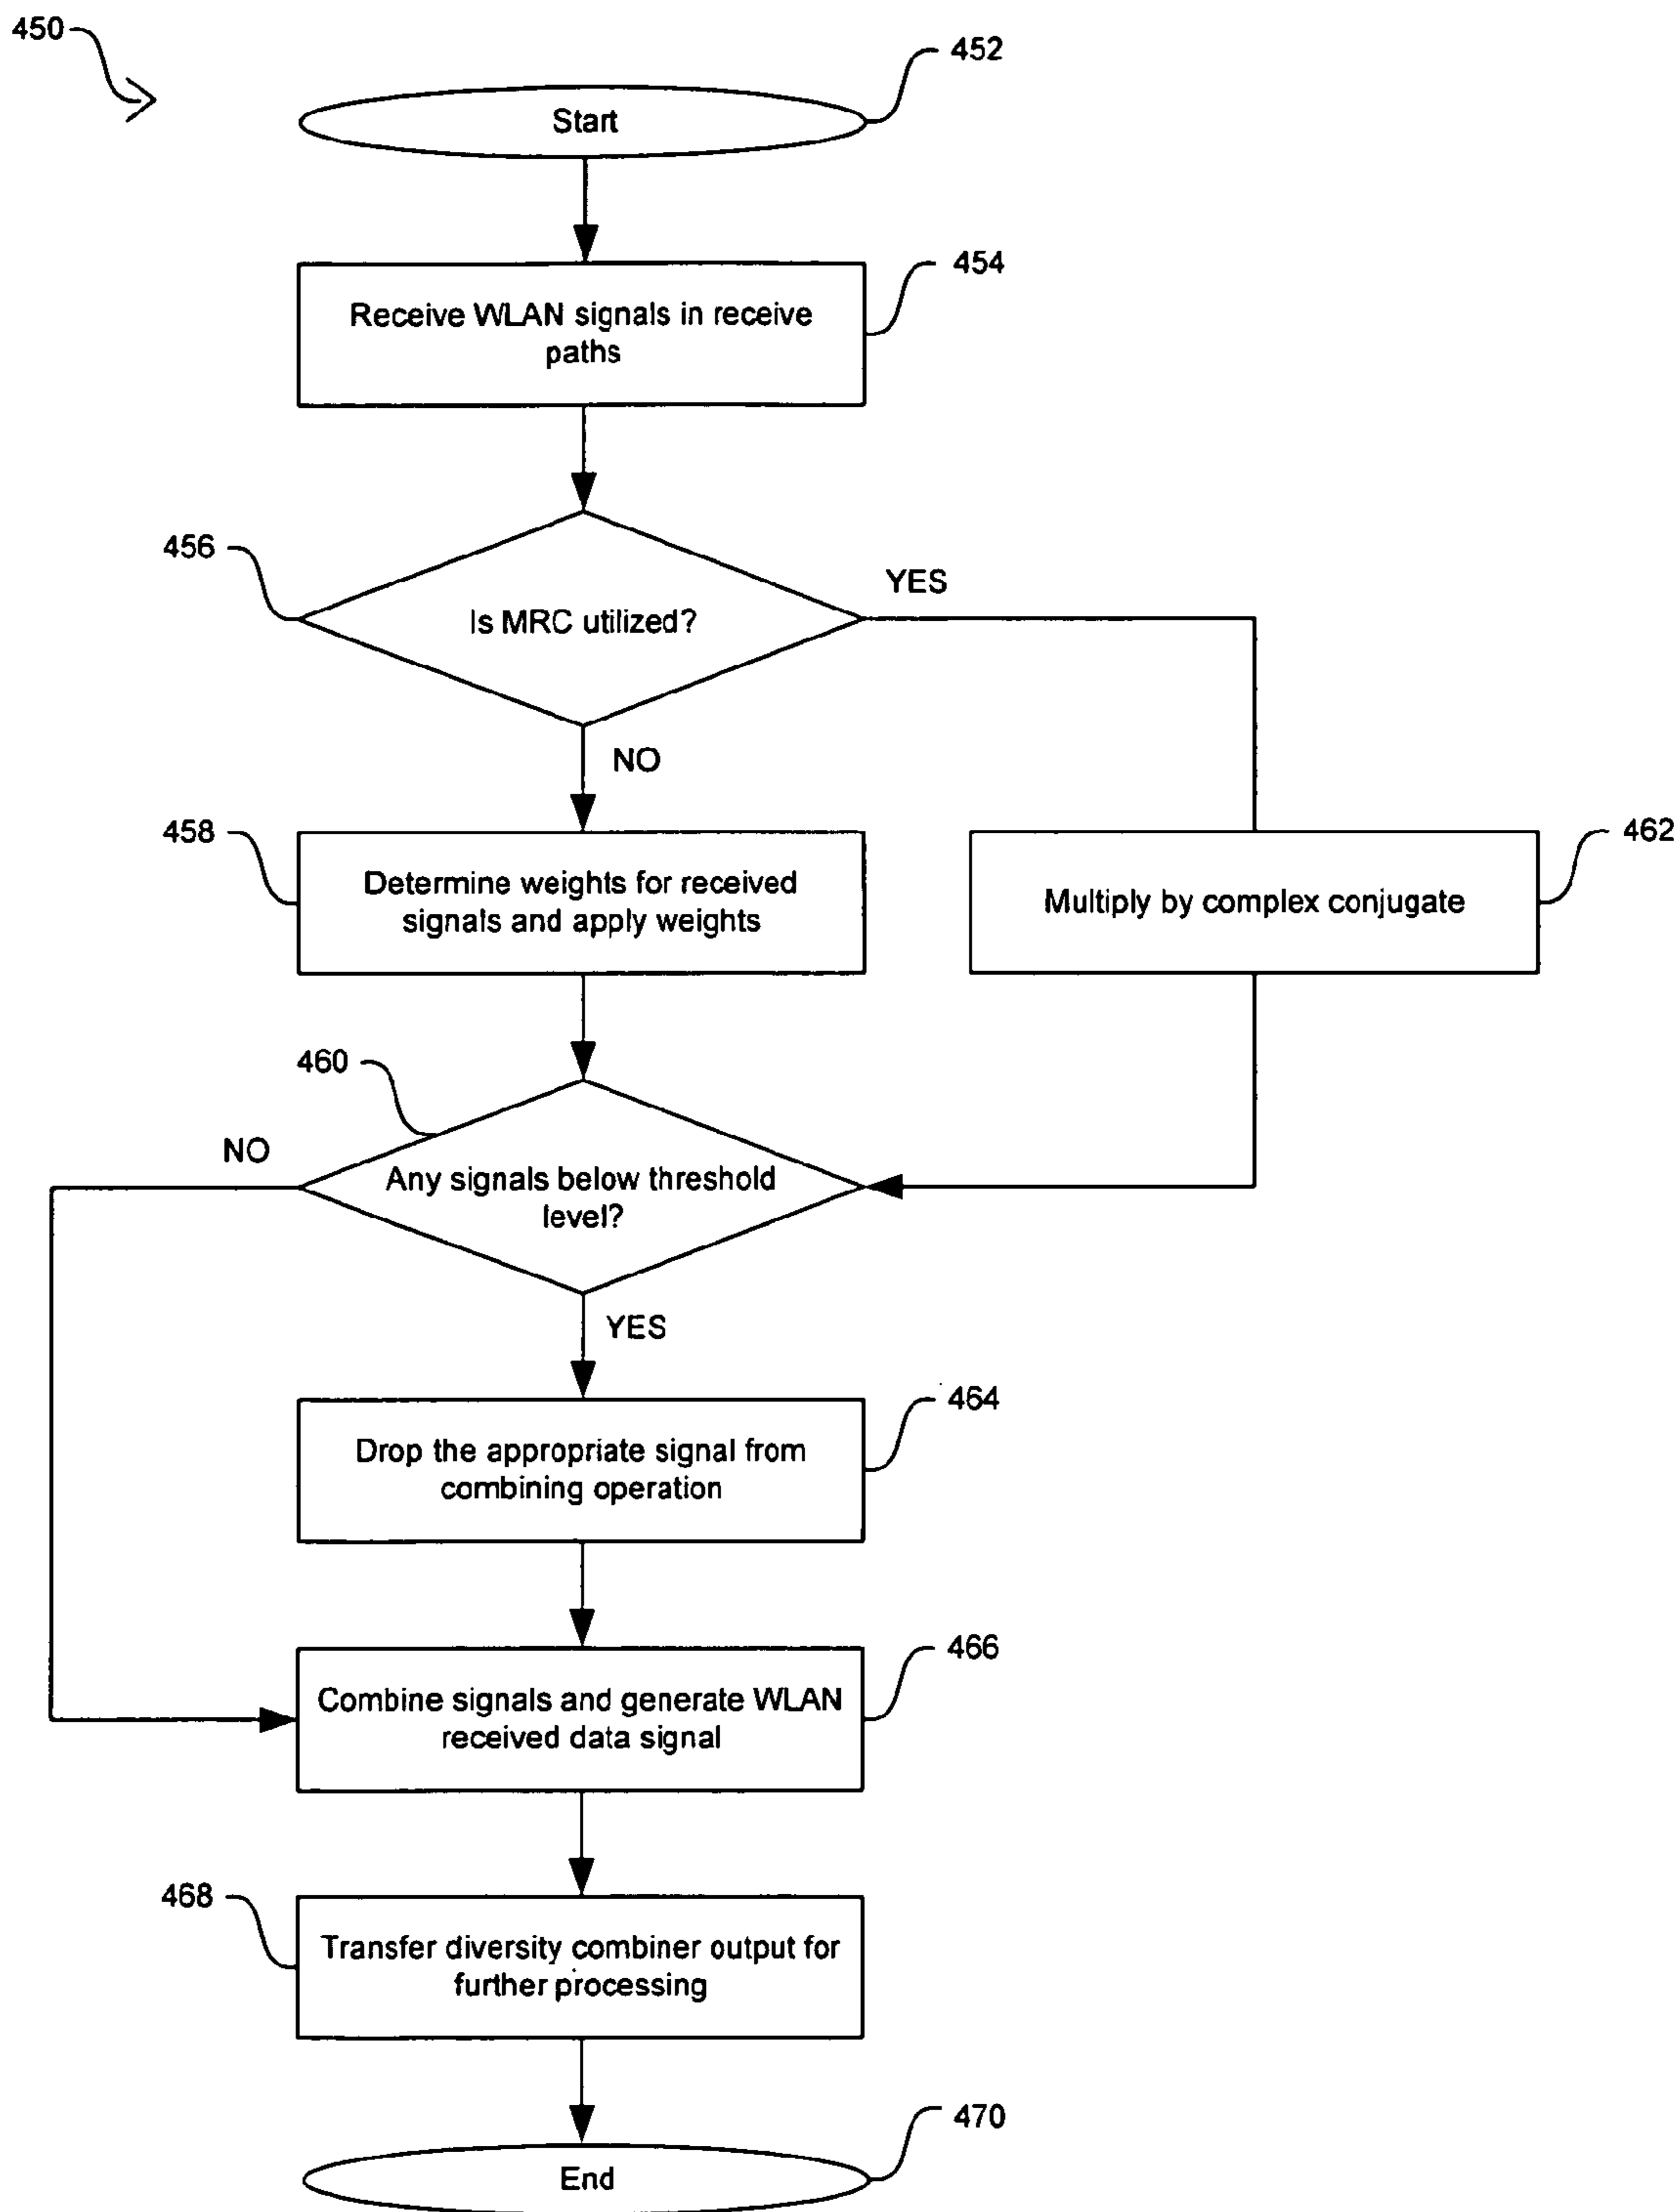 450
452
Start
454
Receive WLAN signals in receive
paths
456
YES
Is MRC utilized?
NO
458
462
Determine weights for received
signals and apply weights
Multiply by complex conjugate
460
NO
Any signals below threshold
level?
YES
464
Drop the appropriate signal from
combining operation
466
Combine signals and generate WLAN
received data signal
468
Transfer diversity combiner output for
further processing
470
End